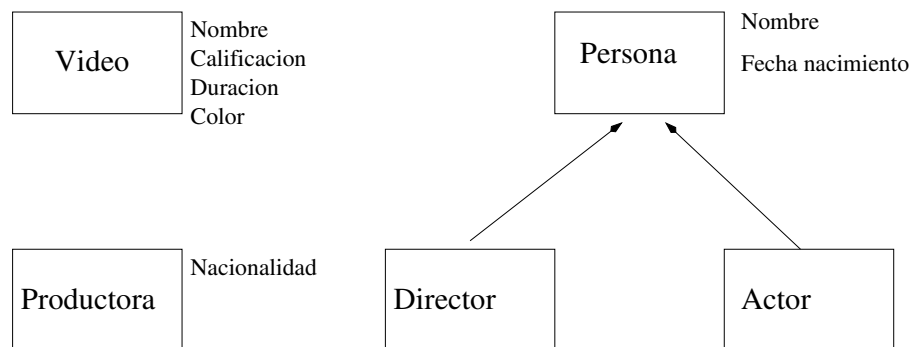 Video
Nombre
Calificacion
Duracion
Color
Persona
Nombre
Fecha nacimiento
Productora
Nacionalidad
Director
Actor